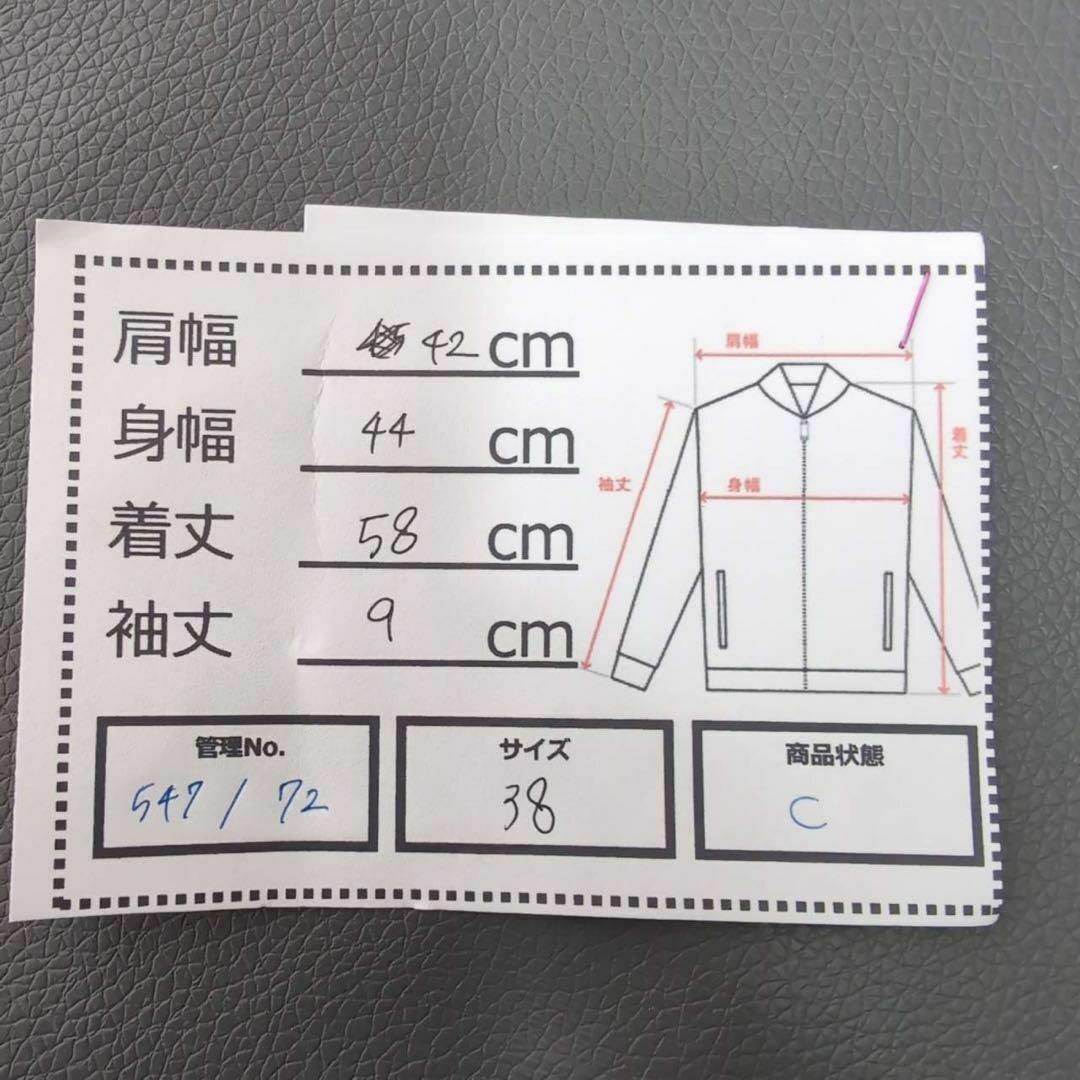 肩幅 42 cm
身幅 44 cm
着丈 58 cm
袖丈 9 cm
肩幅
着丈
袖丈
身幅
管理No.
547 / 72
サイズ
38
商品状態
C